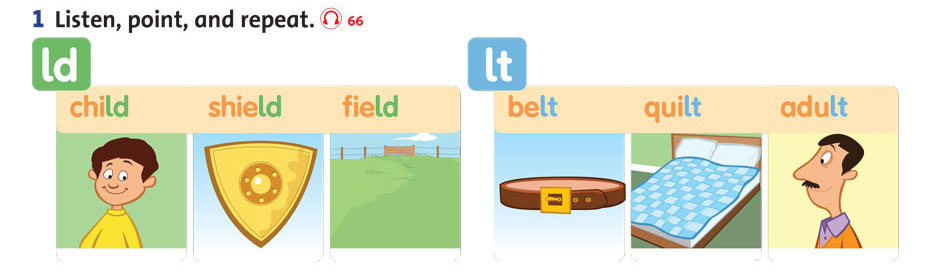 1 Listen, point, and repeat. 66
ld
child shield field
lt
belt quilt adult